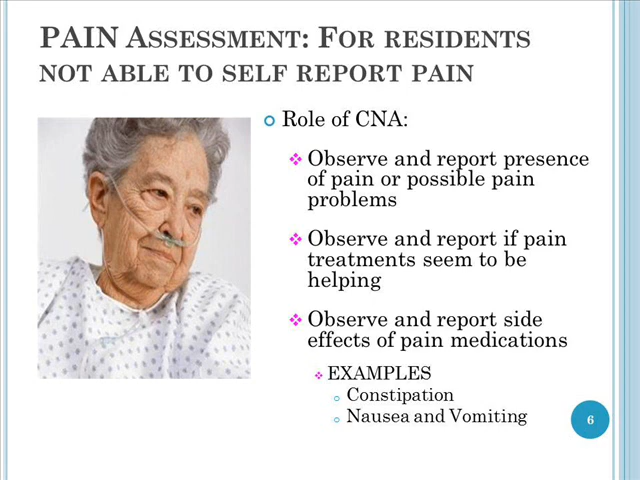 PAIN ASSESSMENT: FOR RESIDENTS
NOT ABLE TO SELF REPORT PAIN
Role of CNA:
Observe and report presence
of pain or possible pain
problems
Observe and report if pain
treatments seem to be
helping
Observe and report side
effects of pain medications
EXAMPLES
Constipation
Nausea and Vomiting
6